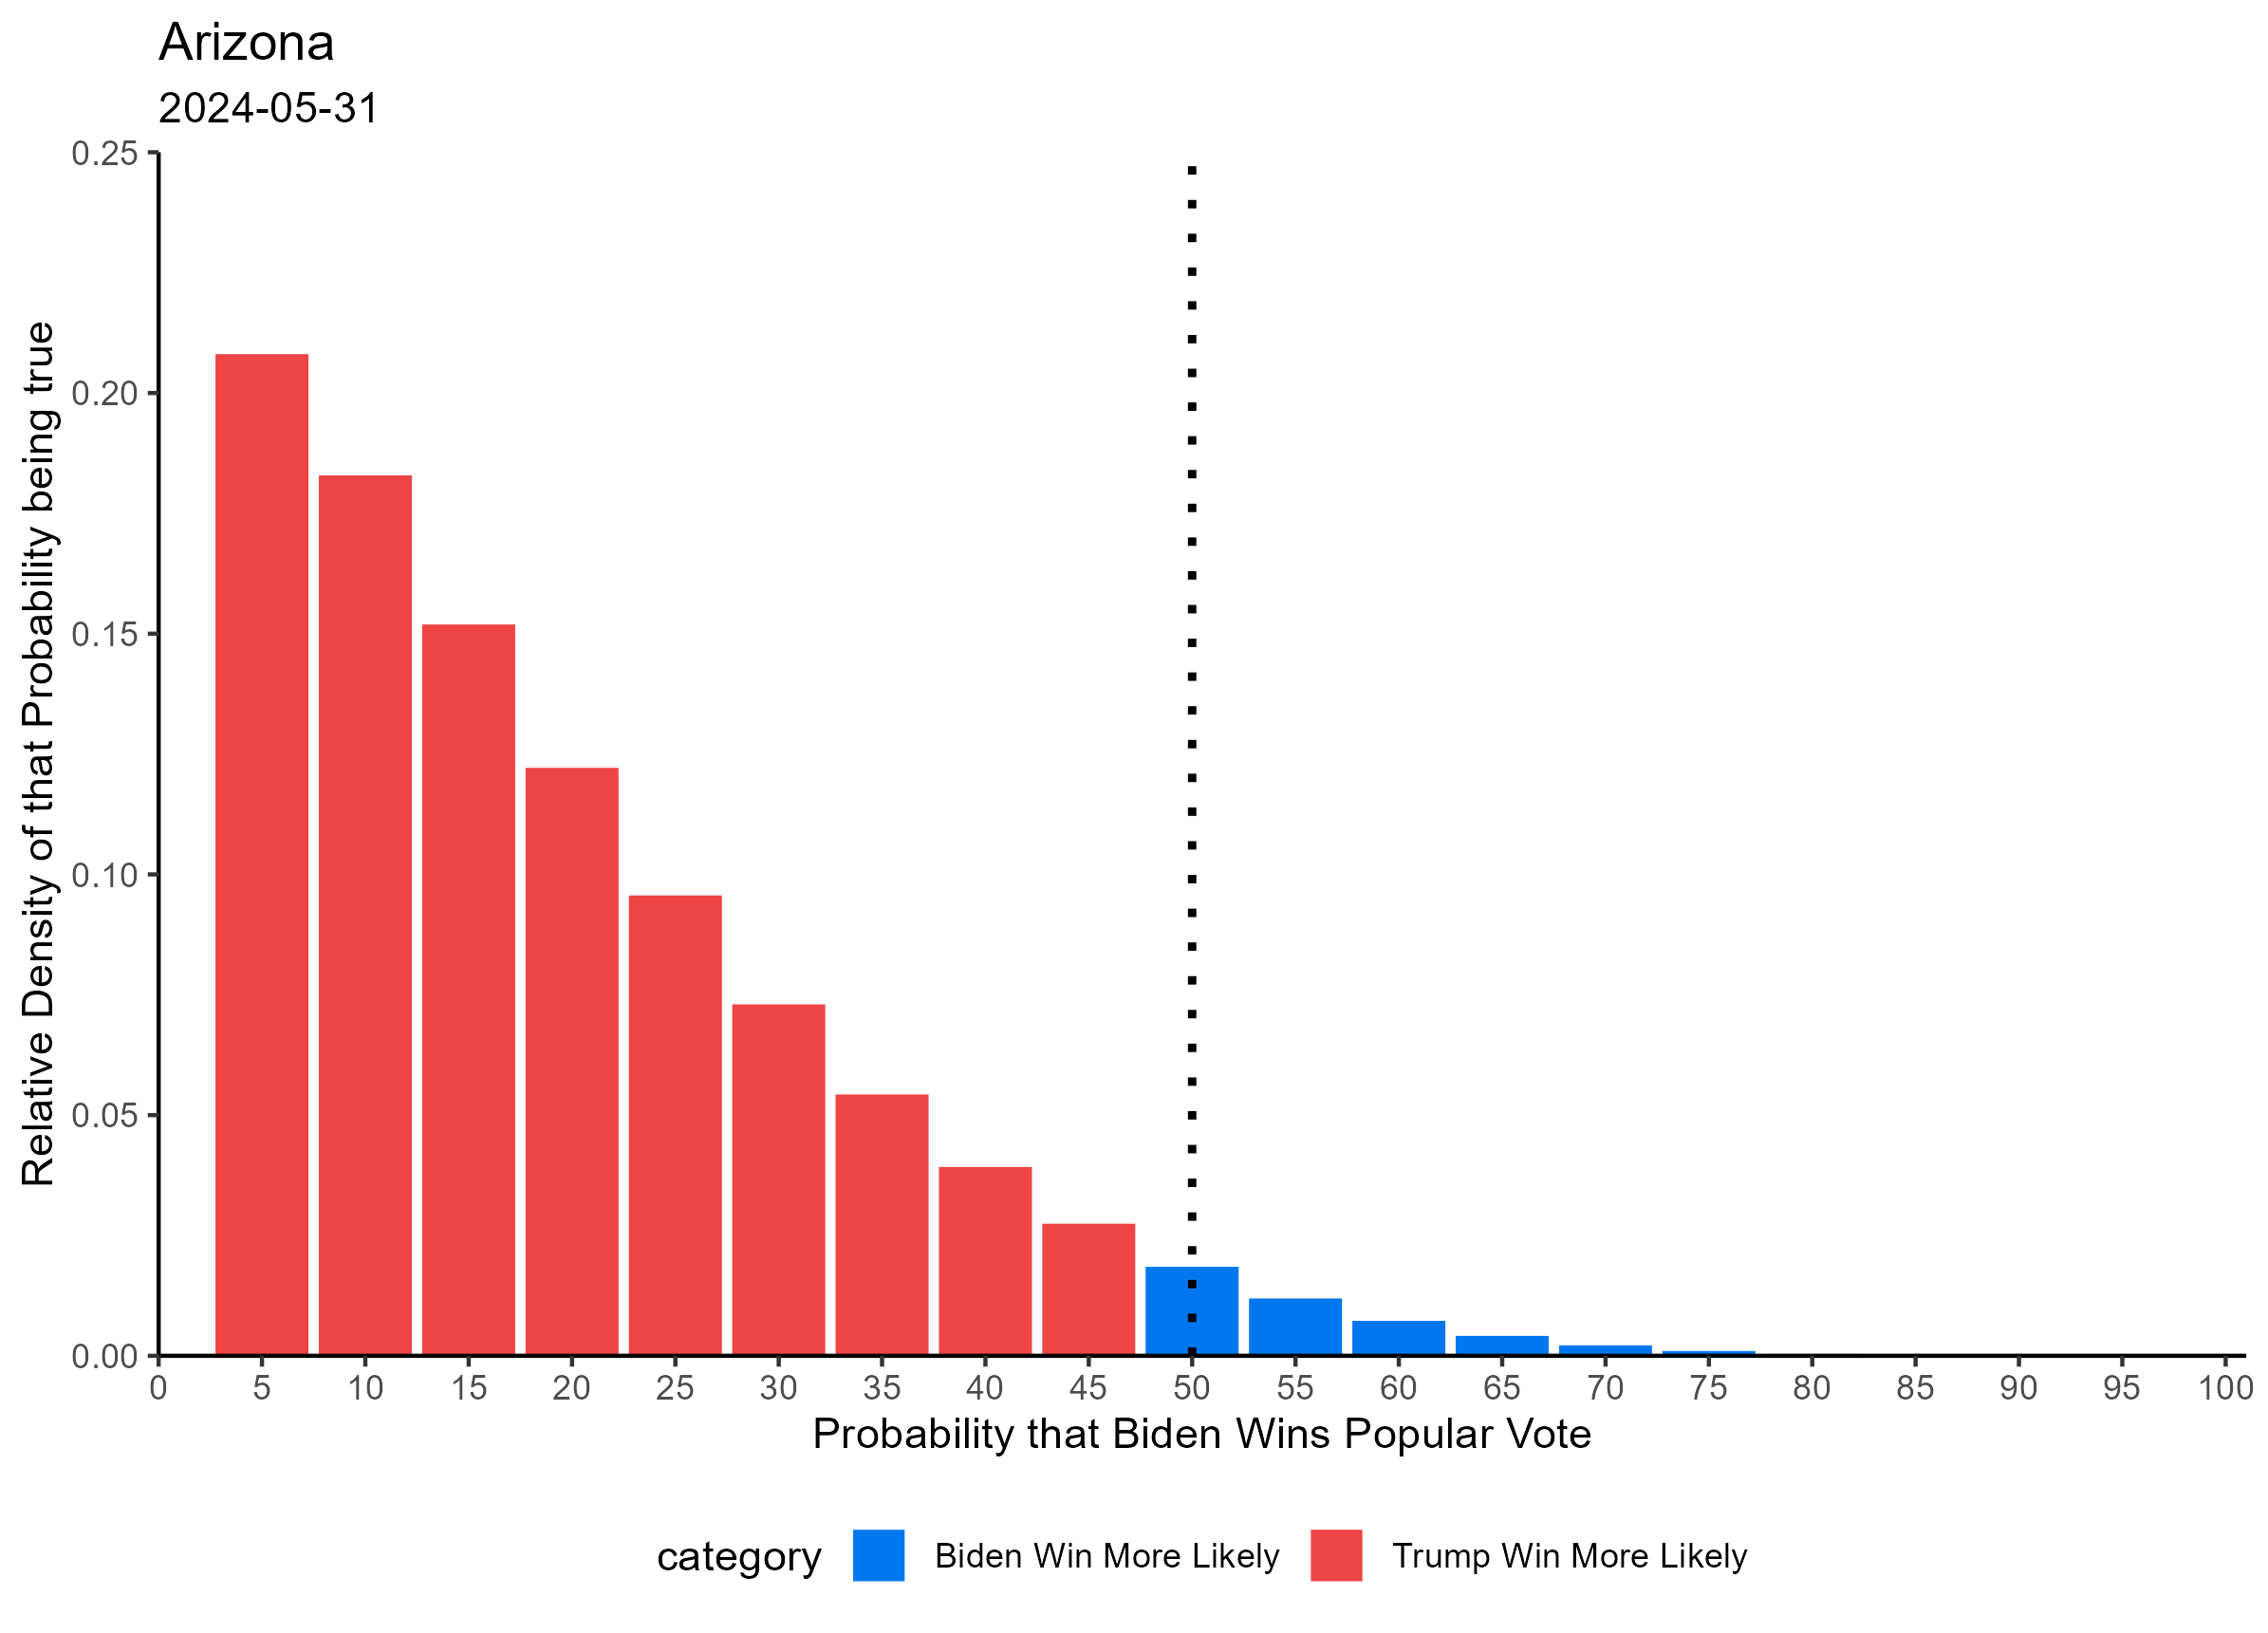 Arizona
2024-05-31
Relative Density of that Probability being true
0.25
0.20
0.15
0.10
0.05
0.00
0 5 10 15 20 25 30 35 40 45 50 55 60 65 70 75 80 85 90 95 100
Probability that Biden Wins Popular Vote
category Biden Win More Likely Trump Win More Likely